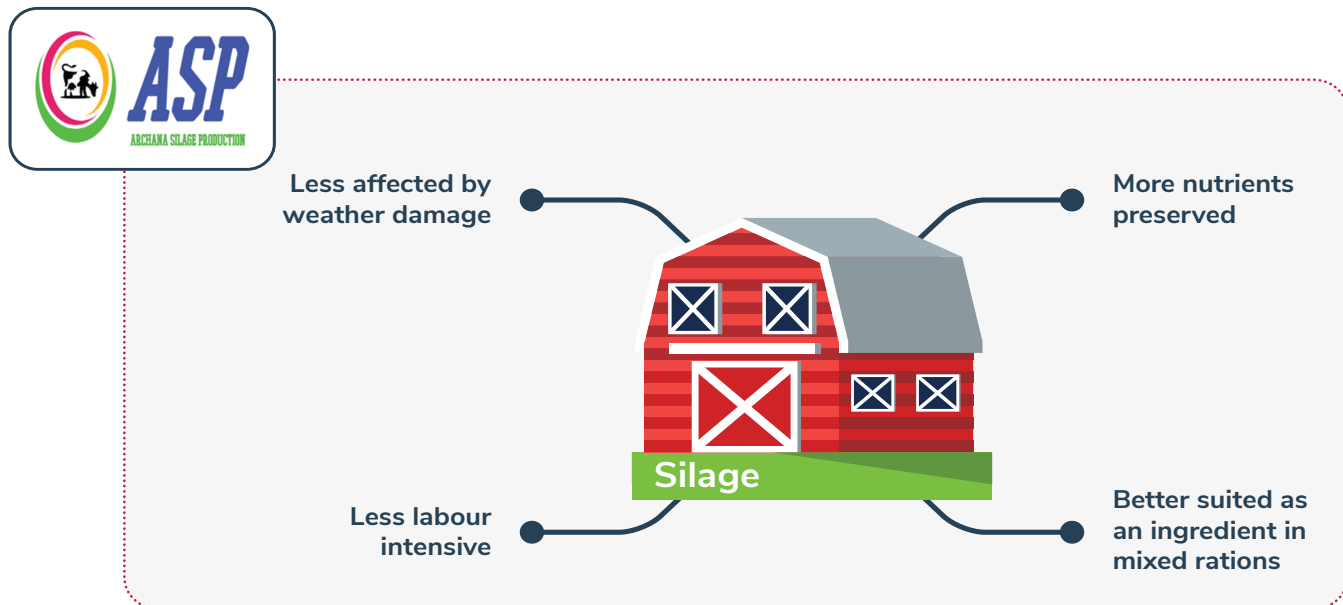 ASP
ARCHANA SILAGE PRODUCTION
Less affected by
weather damage
More nutrients
preserved
Silage
Less labour
intensive
Better suited as
an ingredient in
mixed rations